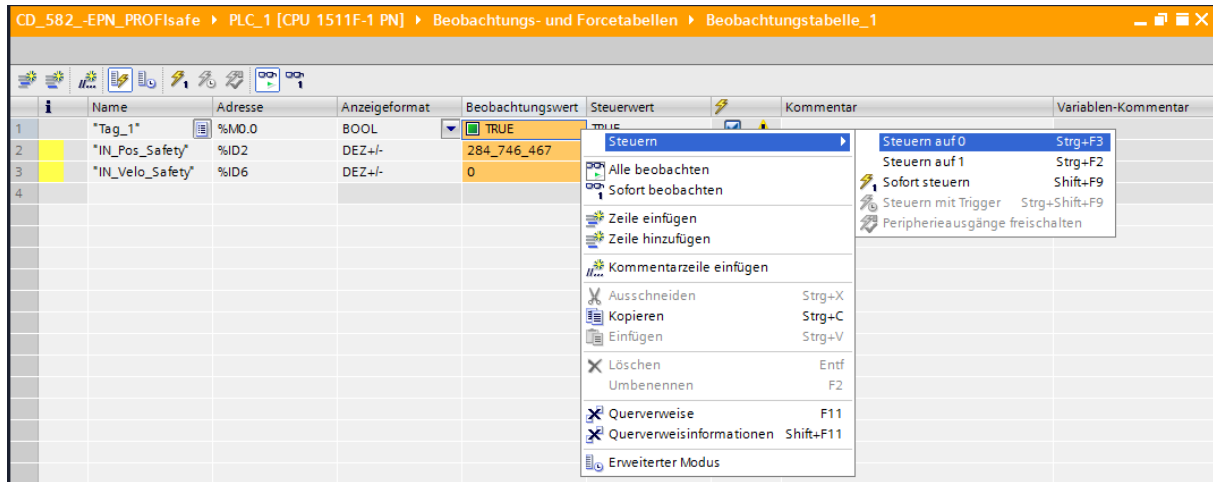 CD_582_-EPN_PROFIsafe ▸ PLC_1 [CPU 1511F-1 PN] ▸ Beobachtungs- und Forcetabellen ▸ Beobachtungstabelle_1
i Name Adresse Anzeigeformat Beobachtungswert Steuerwert Kommentar Variablen-Kommentar
1 "Tag_1" %M0.0 BOOL TRUE TRUE
2 "IN_Pos_Safety" %ID2 DEZ+/- 284_746_467
3 "IN_Velo_Safety" %ID6 DEZ+/- 0
4
Steuern
Alle beobachten
Sofort beobachten
Zeile einfügen
Zeile hinzufügen
Kommentarzeile einfügen
Ausschneiden Strg+X
Kopieren Strg+C
Einfügen Strg+V
Löschen Entf
Umbenennen F2
Querverweise F11
Querverweisinformationen Shift+F11
Erweiterter Modus
Steuern auf 0 Strg+F3
Steuern auf 1 Strg+F2
Sofort steuern Shift+F9
Steuern mit Trigger Strg+Shift+F9
Peripherieausgänge freischalten